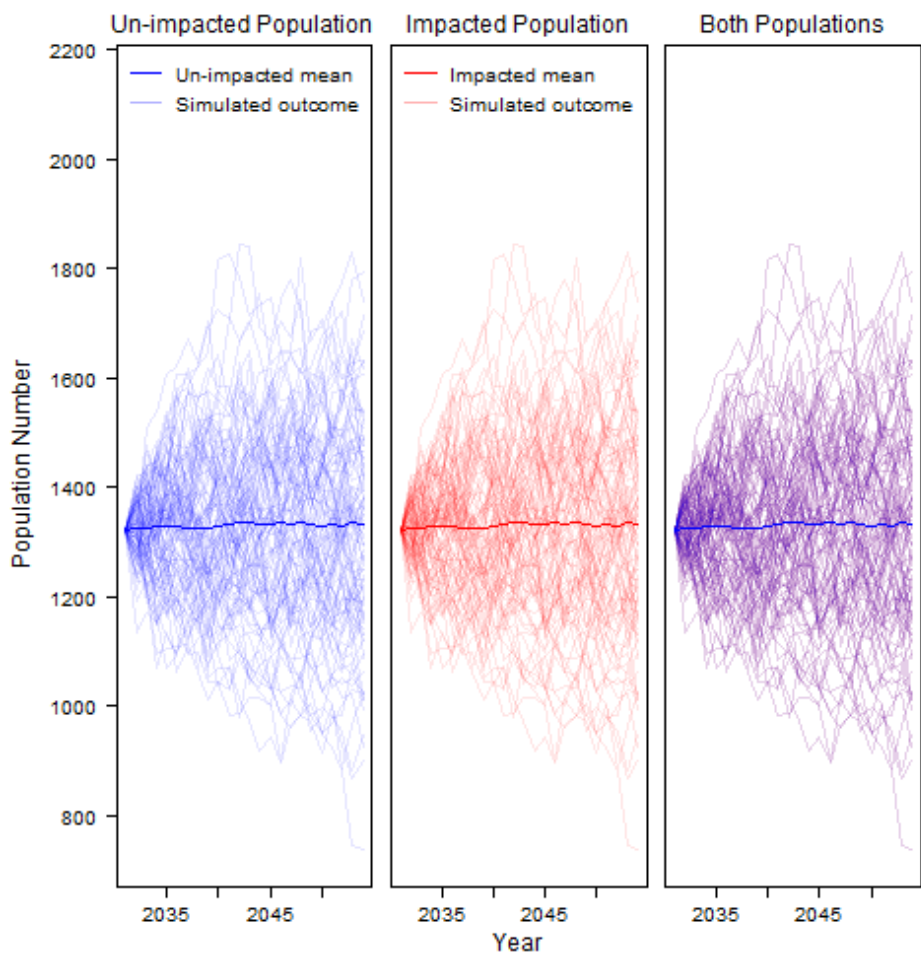 Un-impacted Population
Impacted Population
Both Populations
Un-impacted mean
Simulated outcome
Impacted mean
Simulated outcome
Population Number
2200
2000
1800
1600
1400
1200
1000
800
2035
2045
2035
2045
2035
2045
Year